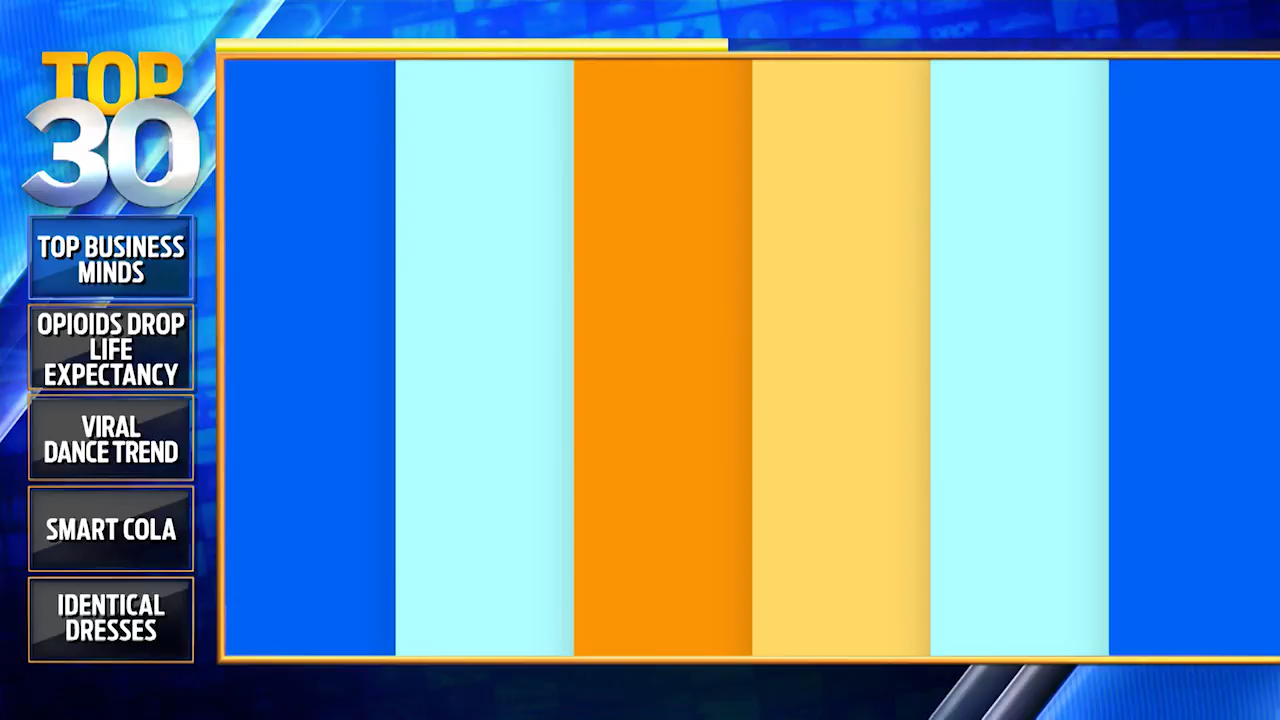 TOP
30
TOP BUSINESS
MINDS
OPIOIDS DROP
LIFE
EXPECTANCY
VIRAL
DANCE TREND
SMART COLA
IDENTICAL
DRESSES